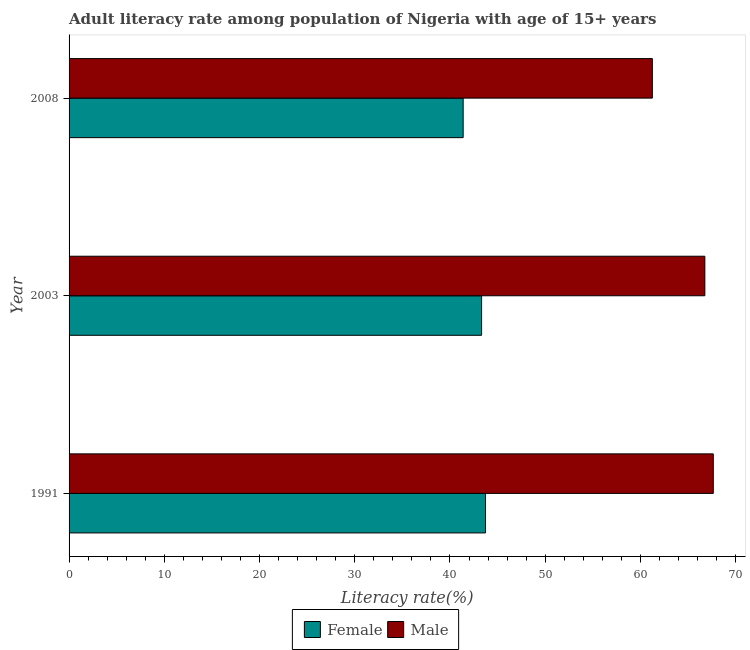 Adult literacy rate among population of Nigeria with age of 15+ years
2008
2003
1991
Year
0 10 20 30 40 50 60 70
Literacy rate(%)
Female Male